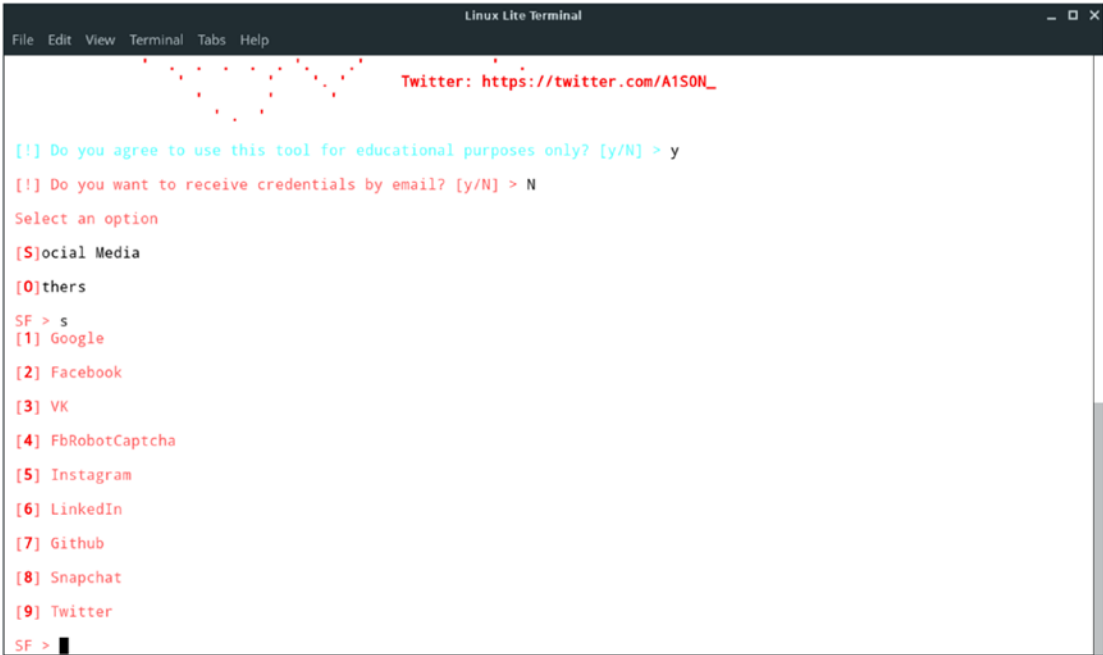 Linux Lite Terminal
File Edit View Terminal Tabs Help
Twitter: https://twitter.com/A1S0N_
[!] Do you agree to use this tool for educational purposes only? [y/N] > y
[!] Do you want to receive credentials by email? [y/N] > N
Select an option
[S]ocial Media
[O]thers
SF > s
[1] Google
[2] Facebook
[3] VK
[4] FbRobotCaptcha
[5] Instagram
[6] LinkedIn
[7] Github
[8] Snapchat
[9] Twitter
SF >